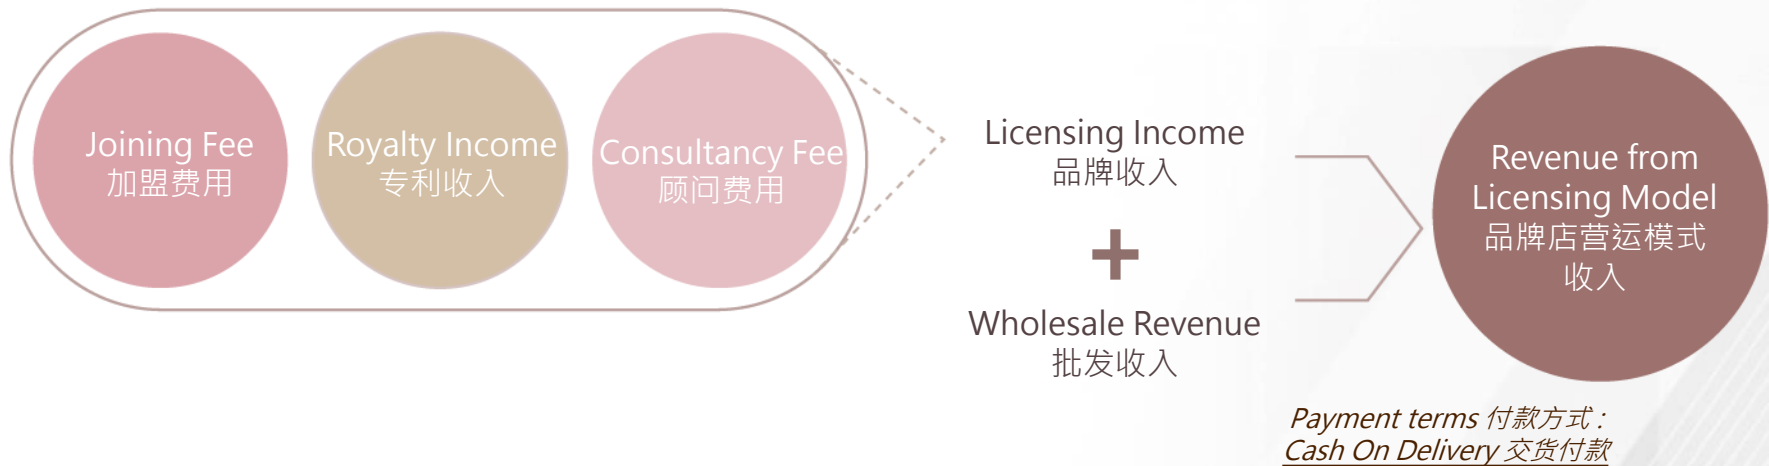 Joining Fee
加盟费用
Royalty Income
专利收入
Consultancy Fee
顾问费用
Licensing Income
品牌收入
+
Wholesale Revenue
批发收入
Revenue from
Licensing Model
品牌店营运模式
收入
Payment terms 付款方式 :
Cash On Delivery 交货付款